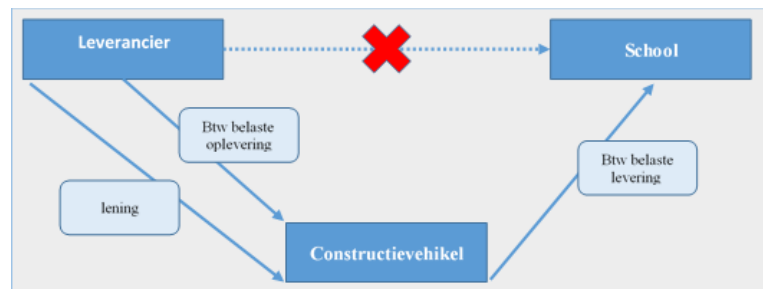 Leverancier
School
Btw belaste
oplevering
Btw belaste
levering
lening
Constructievehikel